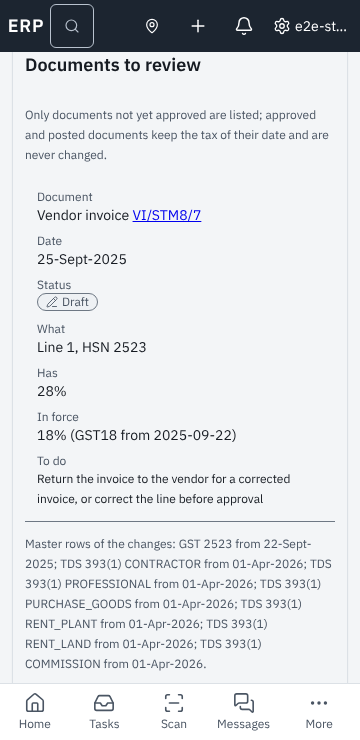 ERP
e2e-st...
Documents to review
Only documents not yet approved are listed; approved
and posted documents keep the tax of their date and are
never changed.
Document
Vendor invoice VI/STM8/7
Date
25-Sept-2025
Status
Draft
What
Line 1, HSN 2523
Has
28%
In force
18% (GST18 from 2025-09-22)
To do
Return the invoice to the vendor for a corrected
invoice, or correct the line before approval
Master rows of the changes: GST 2523 from 22-Sept-
2025; TDS 393(1) CONTRACTOR from 01-Apr-2026; TDS
393(1) PROFESSIONAL from 01-Apr-2026; TDS 393(1)
PURCHASE_GOODS from 01-Apr-2026; TDS 393(1)
RENT_PLANT from 01-Apr-2026; TDS 393(1)
RENT_LAND from 01-Apr-2026; TDS 393(1)
COMMISSION from 01-Apr-2026.
Home
Tasks
Scan
Messages
More